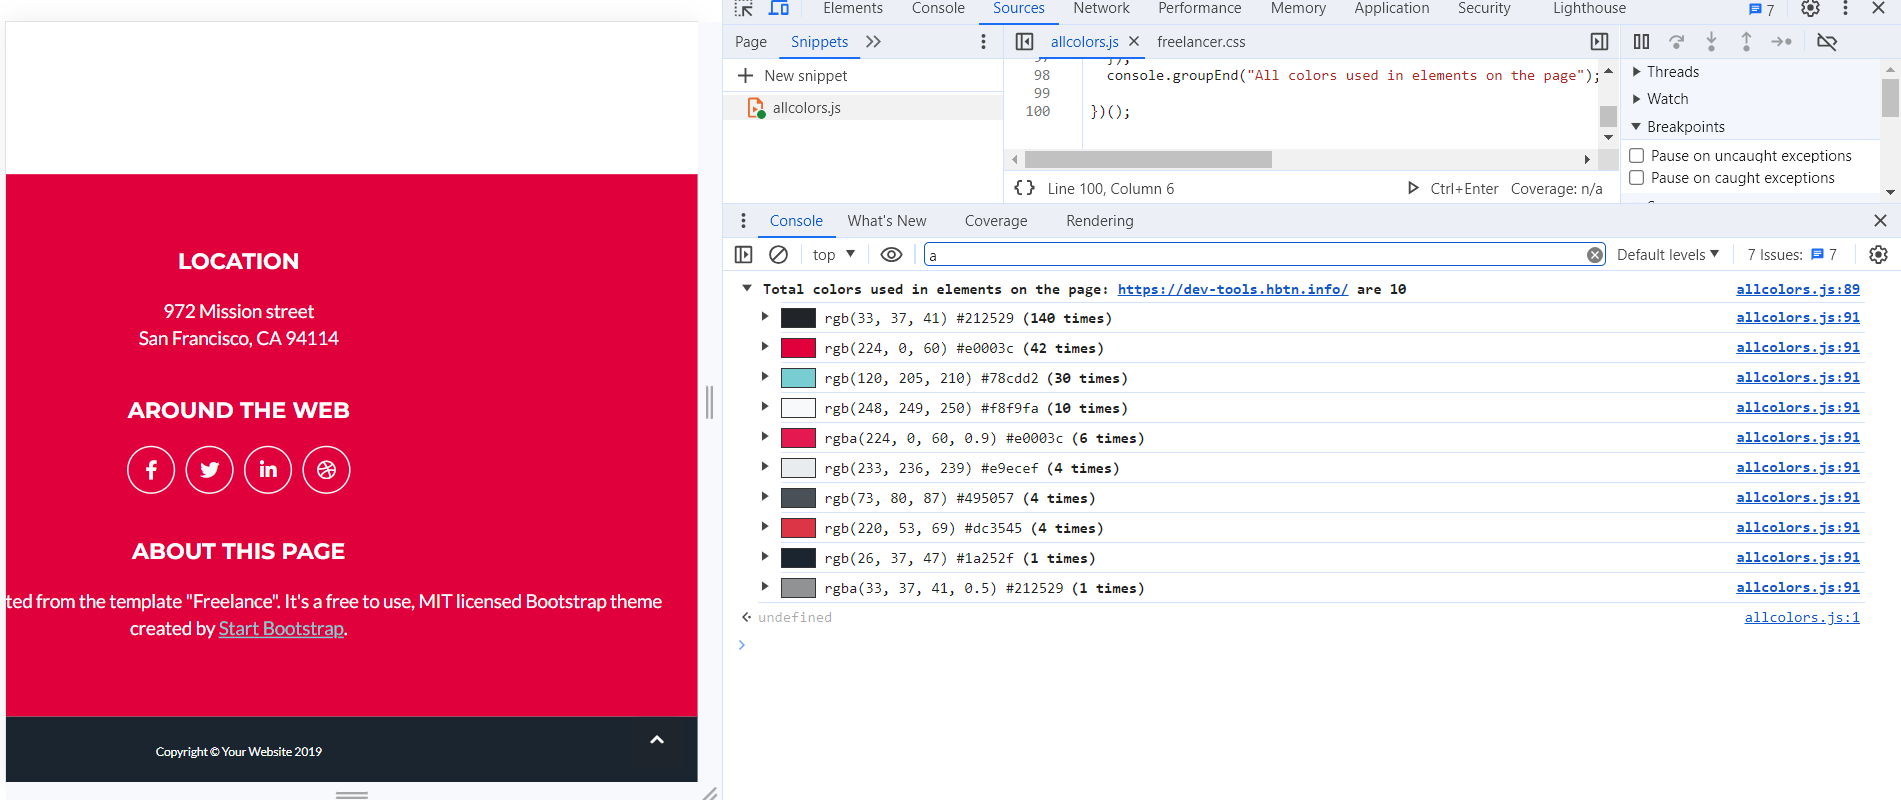 LOCATION
972 Mission street
San Francisco, CA 94114
AROUND THE WEB
ABOUT THIS PAGE
ted from the template "Freelance". It's a free to use, MIT licensed Bootstrap theme
created by Start Bootstrap.
Copyright © Your Website 2019
Elements Console Sources Network Performance Memory Application Security Lighthouse 7
Page Snippets
New snippet
allcolors.js
allcolors.js freelancer.css
97 });
98 console.groupEnd("All colors used in elements on the page");
99
100 })();
{} Line 100, Column 6 Ctrl+Enter Coverage: n/a
Threads
Watch
Breakpoints
Pause on uncaught exceptions
Pause on caught exceptions
Console What's New Coverage Rendering
top a Default levels 7 Issues: 7
Total colors used in elements on the page: https://dev-tools.hbtn.info/ are 10 allcolors.js:89
rgb(33, 37, 41) #212529 (140 times) allcolors.js:91
rgb(224, 0, 60) #e0003c (42 times) allcolors.js:91
rgb(120, 205, 210) #78cdd2 (30 times) allcolors.js:91
rgb(248, 249, 250) #f8f9fa (10 times) allcolors.js:91
rgba(224, 0, 60, 0.9) #e0003c (6 times) allcolors.js:91
rgb(233, 236, 239) #e9ecef (4 times) allcolors.js:91
rgb(73, 80, 87) #495057 (4 times) allcolors.js:91
rgb(220, 53, 69) #dc3545 (4 times) allcolors.js:91
rgb(26, 37, 47) #1a252f (1 times) allcolors.js:91
rgba(33, 37, 41, 0.5) #212529 (1 times) allcolors.js:91
undefined allcolors.js:1